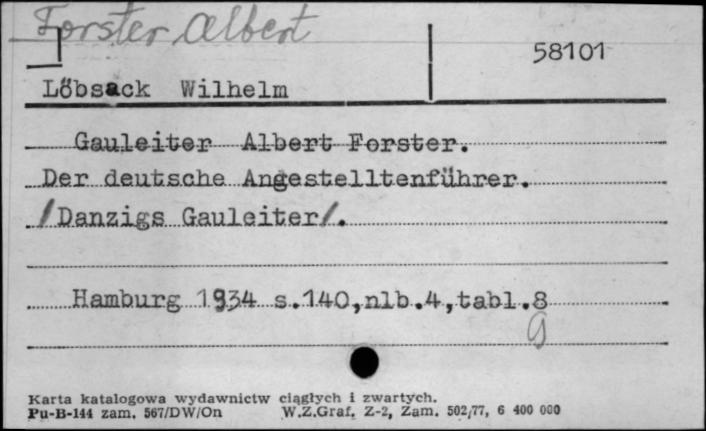 Forster Albert
58101
Löbsack Wilhelm
Gauleiter Albert Forster.
Der deutsche Angestelltenführer.
/Danzigs Gauleiter/.
Hamburg 1934 s.140,nlb.4,tabl.8
g
Karta katalogowa wydawnictw ciągłych i zwartych.
Pu-B-144 zam. 567/DW/On W.Z.Graf. Z-2, Zam. 502/77, 6 400 000